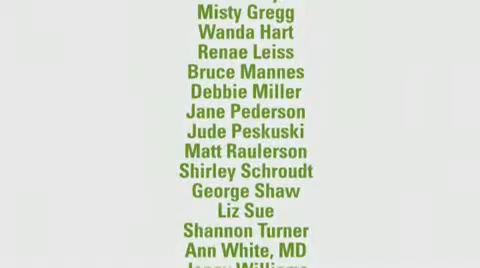 Misty Gregg
Wanda Hart
Renae Leiss
Bruce Mannes
Debbie Miller
Jane Pederson
Jude Peskuski
Matt Raulerson
Shirley Schroudt
George Shaw
Liz Sue
Shannon Turner
Ann White, MD